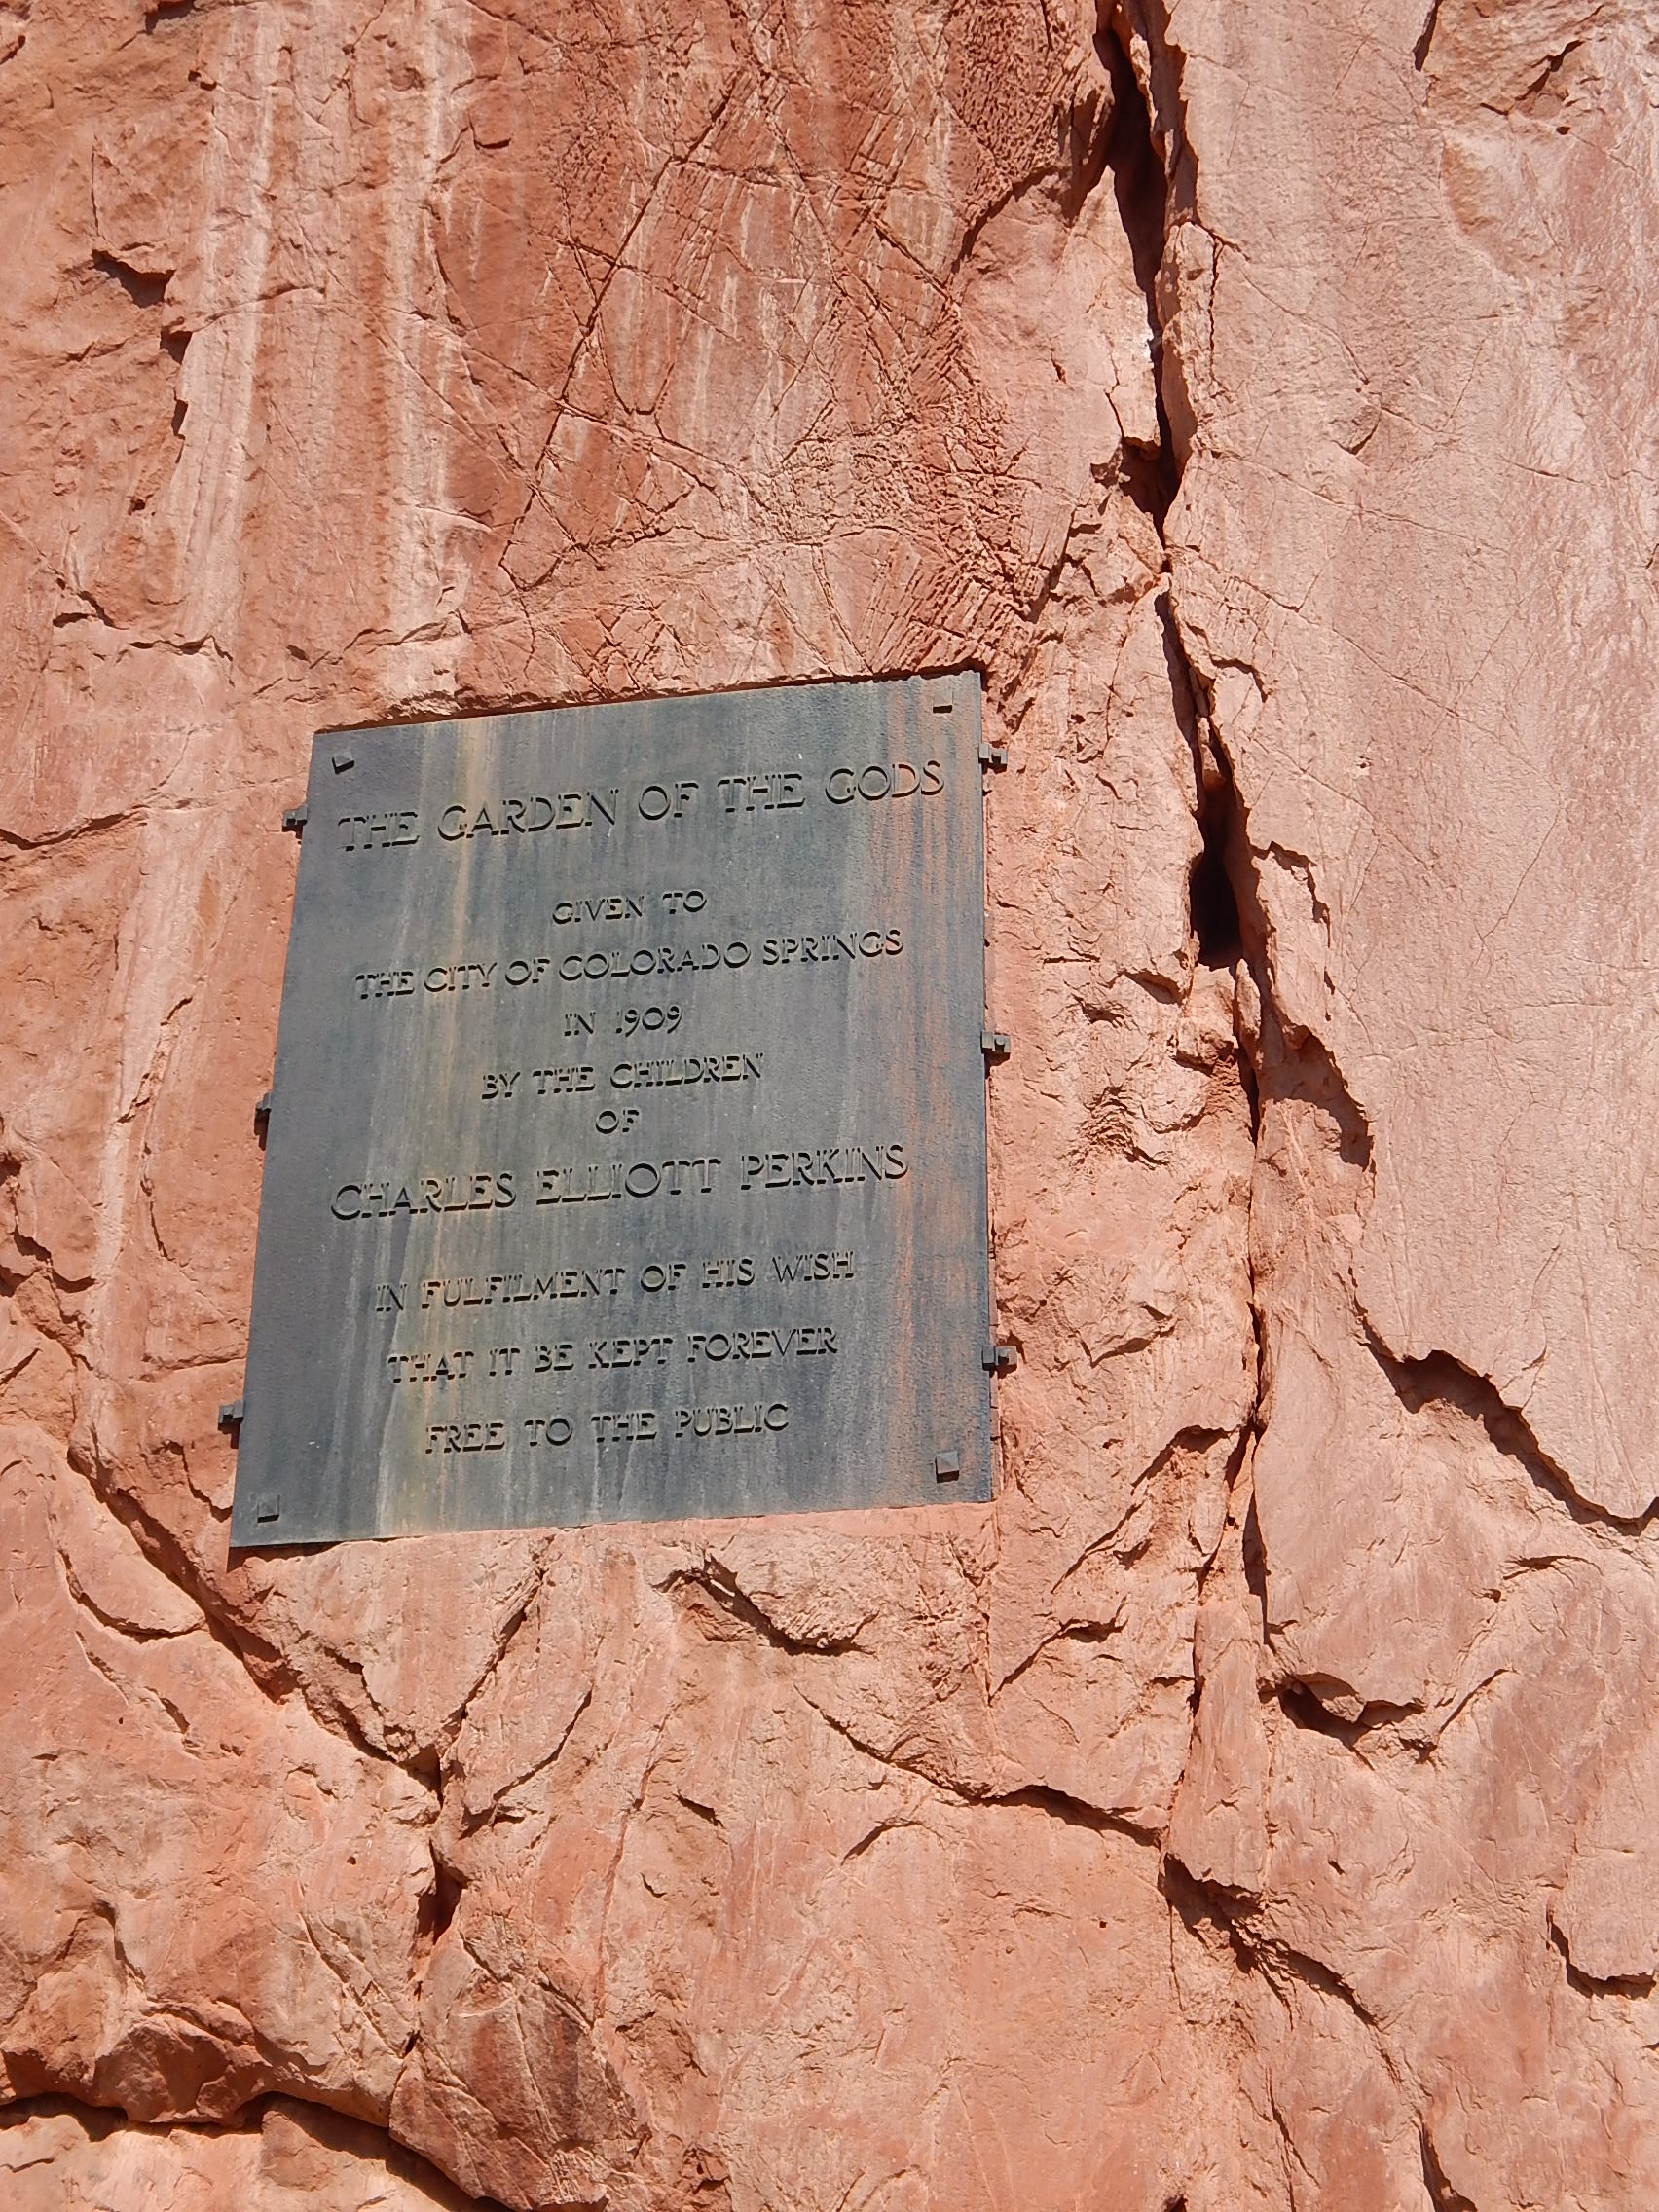 THE GARDEN OF THE GODS
GIVEN TO
THE CITY OF COLORADO SPRINGS
IN 1909
BY THE CHILDREN
OF
CHARLES ELLIOTT PERKINS
IN FULFILMENT OF HIS WISH
THAT IT BE KEPT FOREVER
FREE TO THE PUBLIC